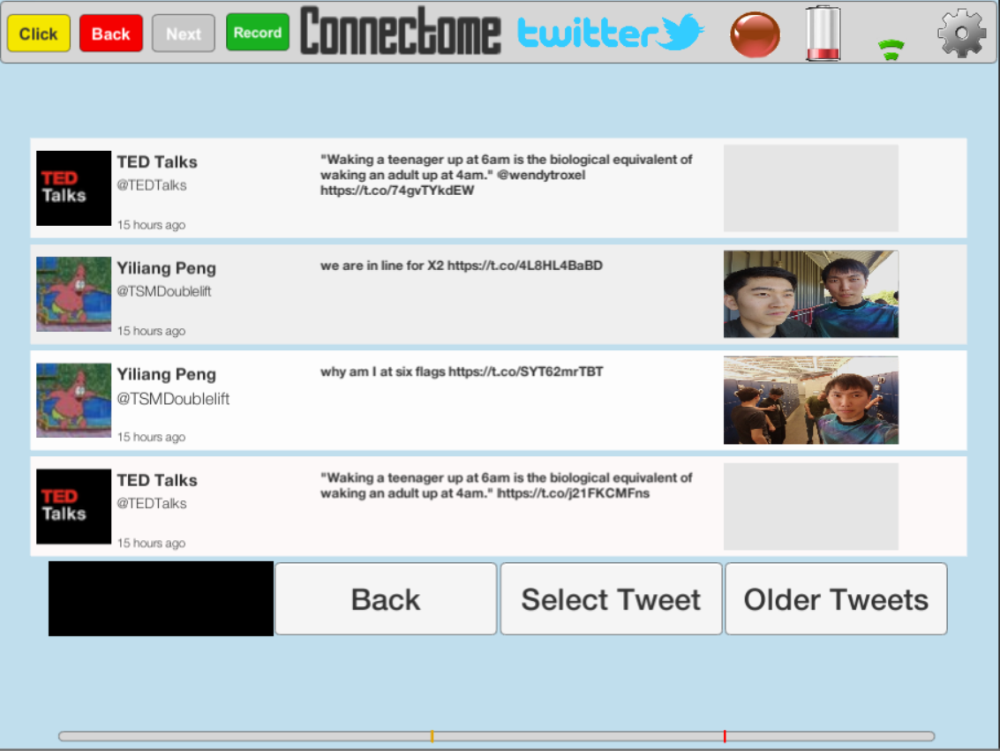 Click
Back
Next
Record
Connectome
twitter
TED
Talks
TED Talks
@TEDTalks
15 hours ago
"Waking a teenager up at 6am is the biological equivalent of
waking an adult up at 4am." @wendytroxel
https://t.co/74gvTYkdEW
Yiliang Peng
@TSMDoublelift
15 hours ago
we are in line for X2 https://t.co/4L8HL4BaBD
Yiliang Peng
@TSMDoublelift
15 hours ago
why am I at six flags https://t.co/SYT62mrTBT
TED
Talks
TED Talks
@TEDTalks
15 hours ago
"Waking a teenager up at 6am is the biological equivalent of
waking an adult up at 4am." https://t.co/j21FKCMFns
Back
Select Tweet
Older Tweets